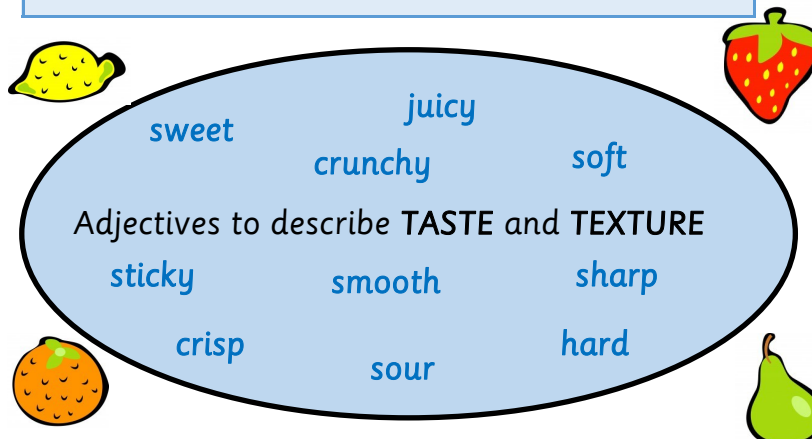 juicy
sweet
crunchy
soft
Adjectives to describe TASTE and TEXTURE
sticky
smooth
sharp
crisp
hard
sour